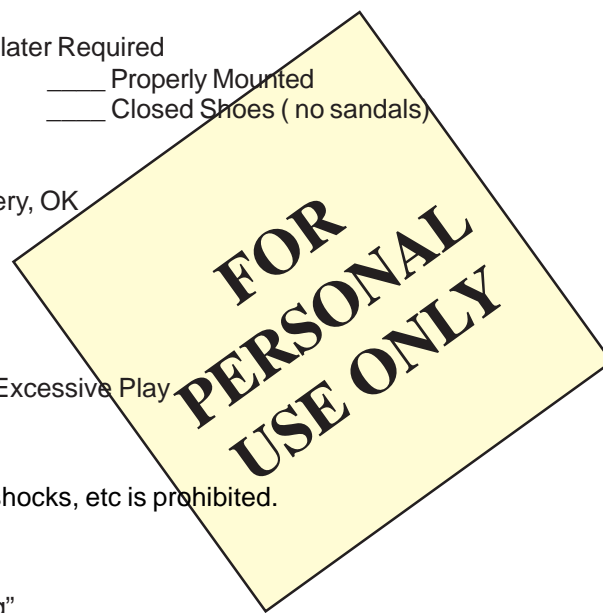 later Required
____ Properly Mounted
____ Closed Shoes ( no sandals)
ery, OK
FOR
PERSONAL
USE ONLY
Excessive Play
shocks, etc is prohibited.
g”